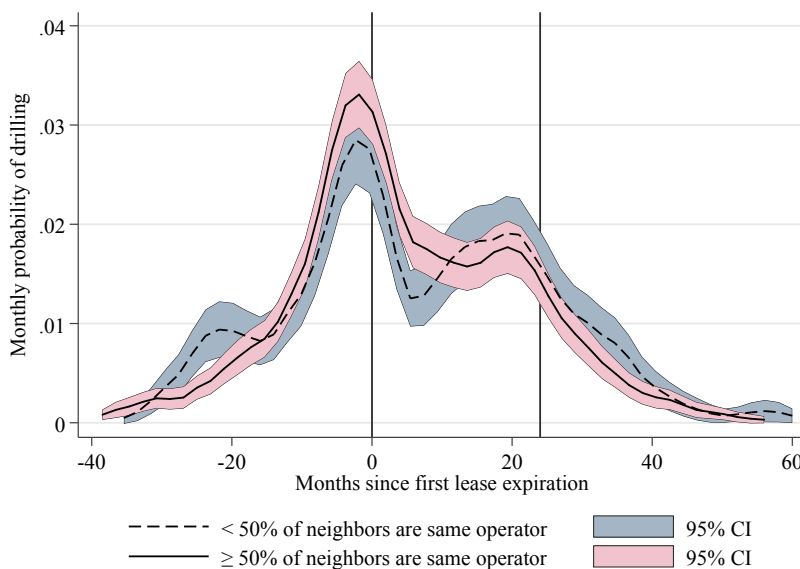 Monthly probability of drilling
.04
.03
.02
.01
0
-40 -20 0 20 40 60
Months since first lease expiration
< 50% of neighbors are same operator 95% CI
≥ 50% of neighbors are same operator 95% CI